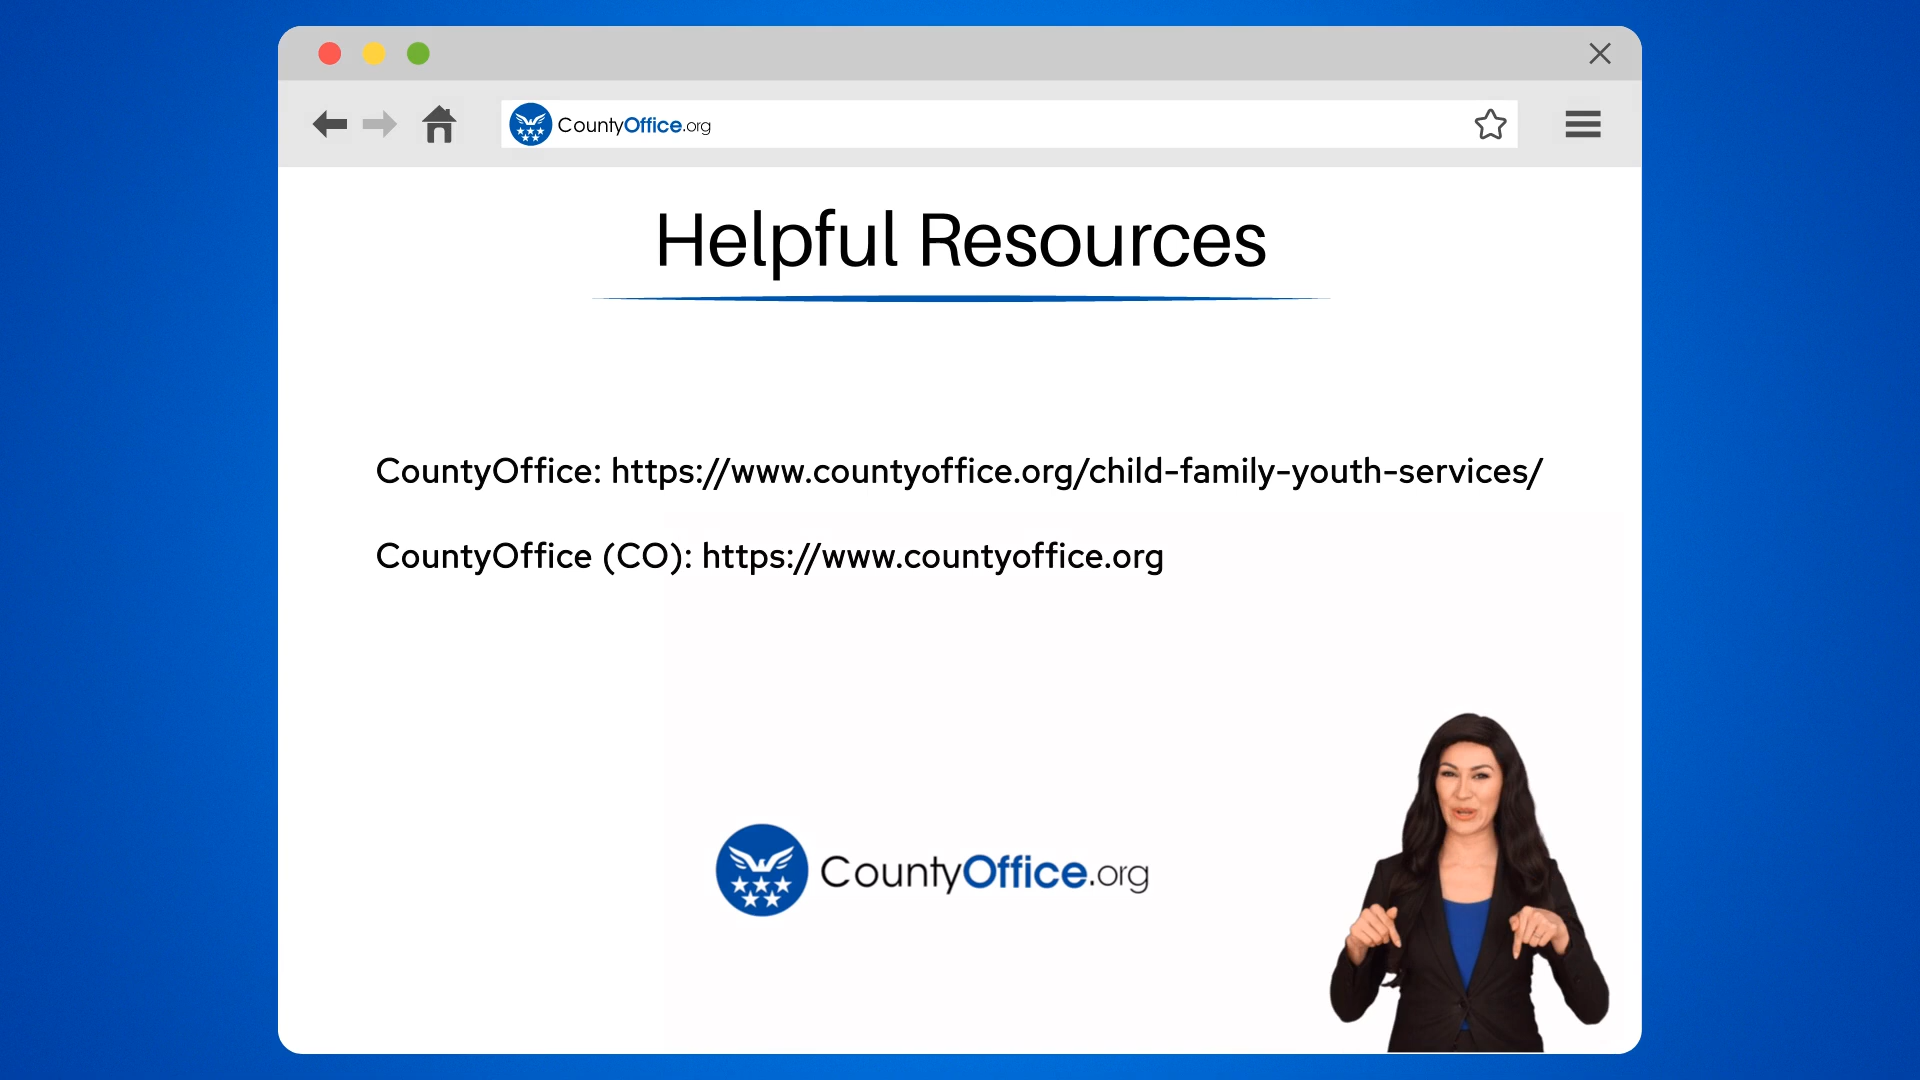 CountyOffice.org
Helpful Resources
CountyOffice: https://www.countyoffice.org/child-family-youth-services/
CountyOffice (CO): https://www.countyoffice.org
CountyOffice.org